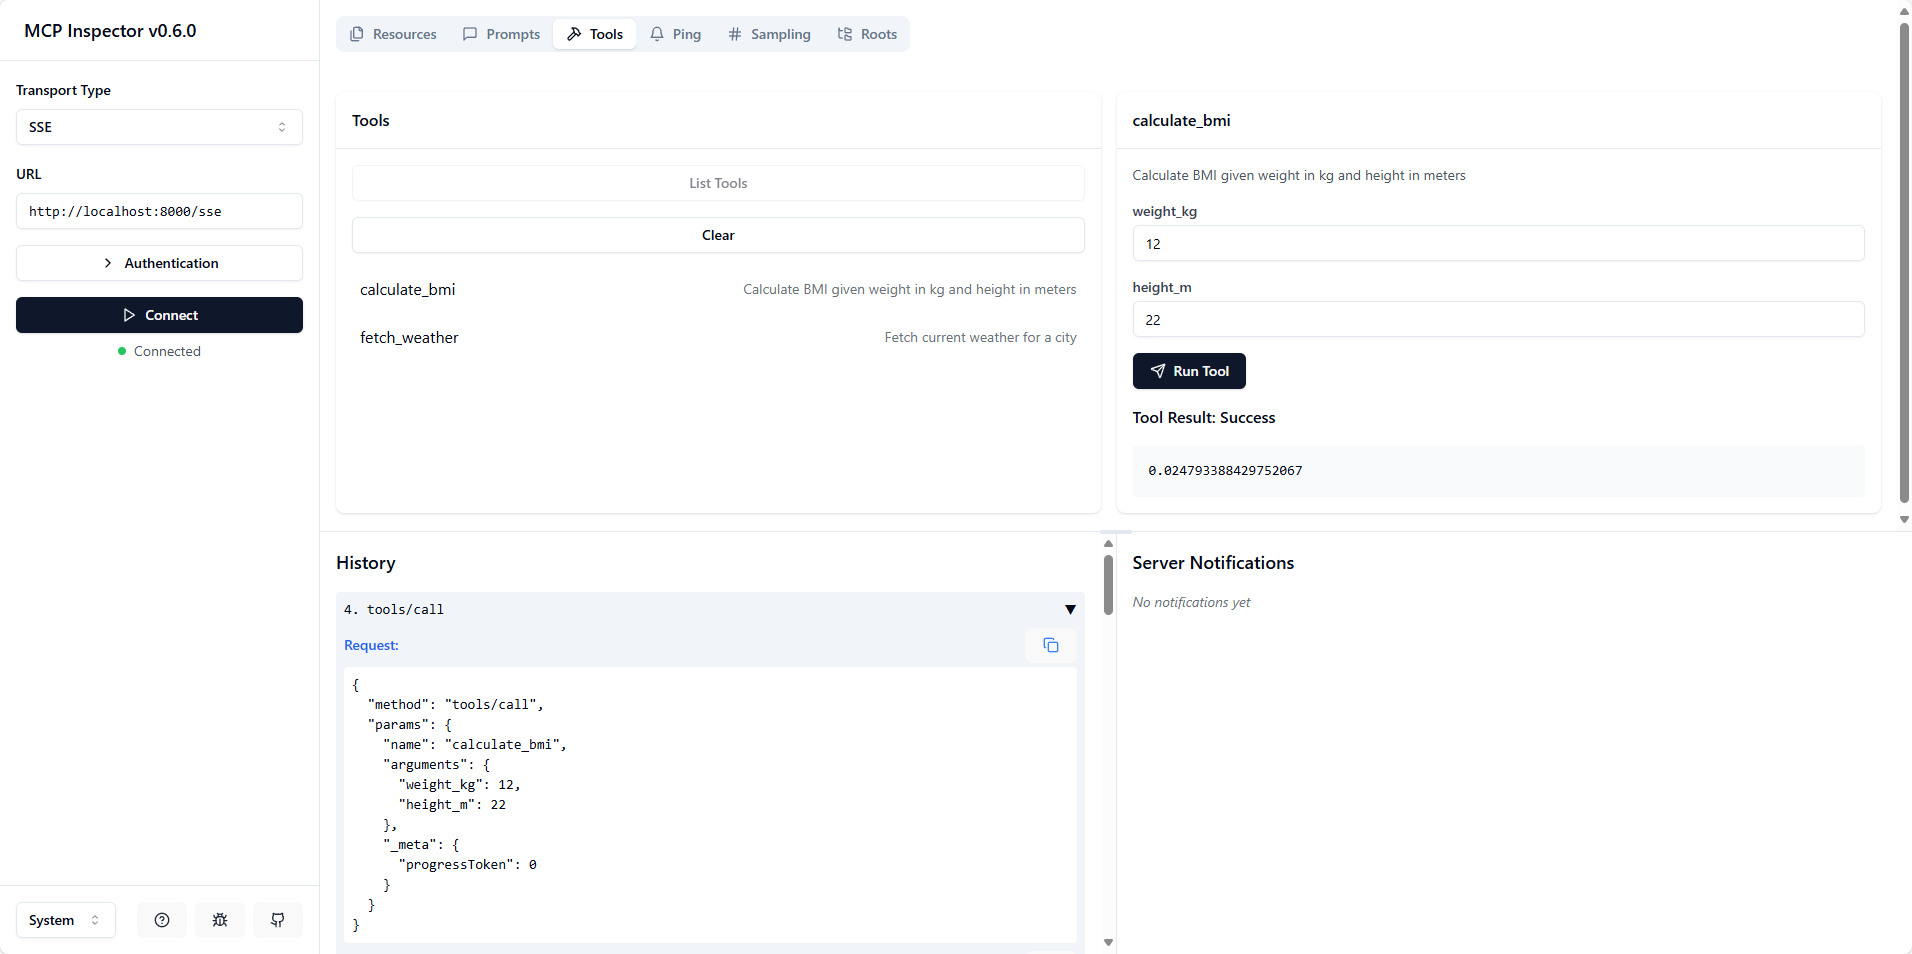 MCP Inspector v0.6.0
Transport Type
SSE
URL
http://localhost:8000/sse
Authentication
Connect
Connected
System
Resources
Prompts
Tools
Ping
Sampling
Roots
Tools
List Tools
Clear
calculate_bmi
Calculate BMI given weight in kg and height in meters
fetch_weather
Fetch current weather for a city
calculate_bmi
Calculate BMI given weight in kg and height in meters
weight_kg
12
height_m
22
Run Tool
Tool Result: Success
0.024793388429752067
History
4. tools/call
Request:
{
"method": "tools/call",
"params": {
"name": "calculate_bmi",
"arguments": {
"weight_kg": 12,
"height_m": 22
},
"_meta": {
"progressToken": 0
}
}
}
Server Notifications
No notifications yet